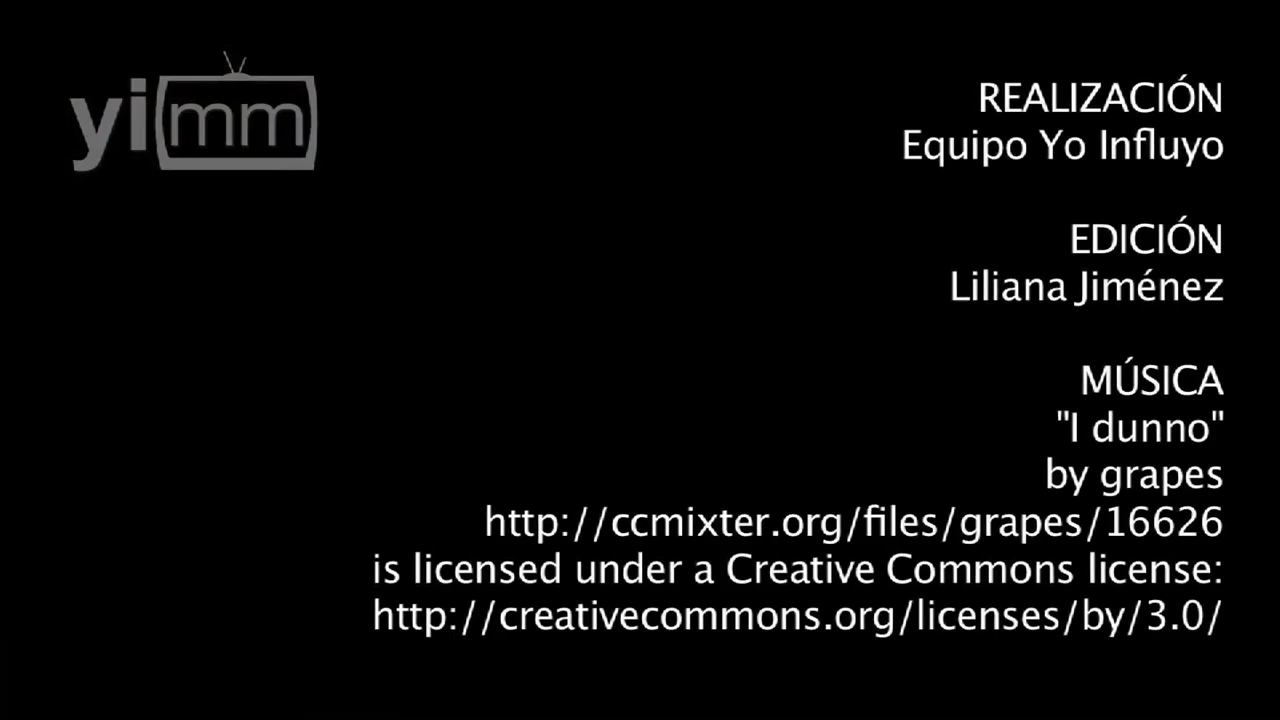 yimm
REALIZACIÓN
Equipo Yo Influyo
EDICIÓN
Liliana Jiménez
MÚSICA
"I dunno"
by grapes
http://ccmixter.org/files/grapes/16626
is licensed under a Creative Commons license:
http://creativecommons.org/licenses/by/3.0/